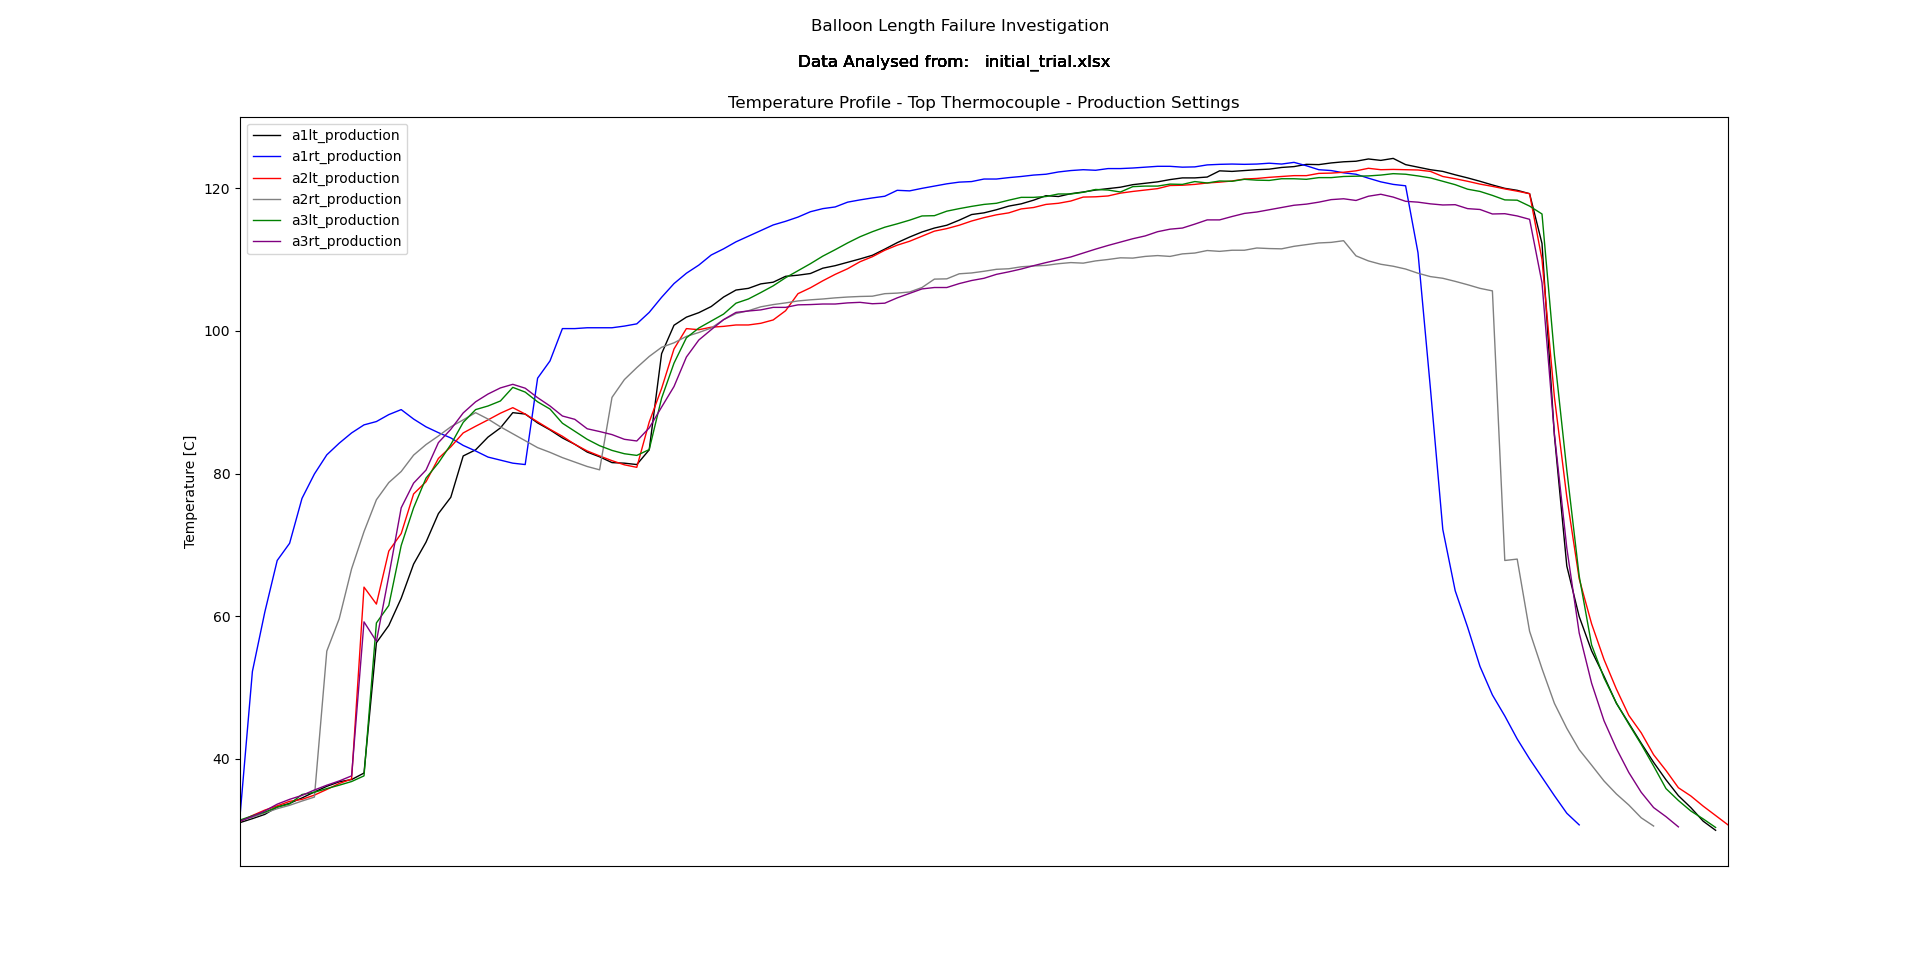 Balloon Length Failure Investigation
Data Analysed from:   initial_trial.xlsx
Temperature Profile - Top Thermocouple - Production Settings
a1lt_production
a1rt_production
a2lt_production
a2rt_production
a3lt_production
a3rt_production
120
100
80
60
40
Temperature [C]